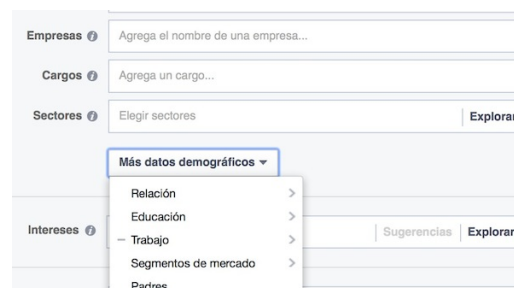 Empresas
Agrega el nombre de una empresa...
Cargos
Agrega un cargo...
Sectores
Elegir sectores
Explorar
Más datos demográficos
Relación
Educación
Trabajo
Intereses
Sugerencias
Explorar
Segmentos de mercado
Padres